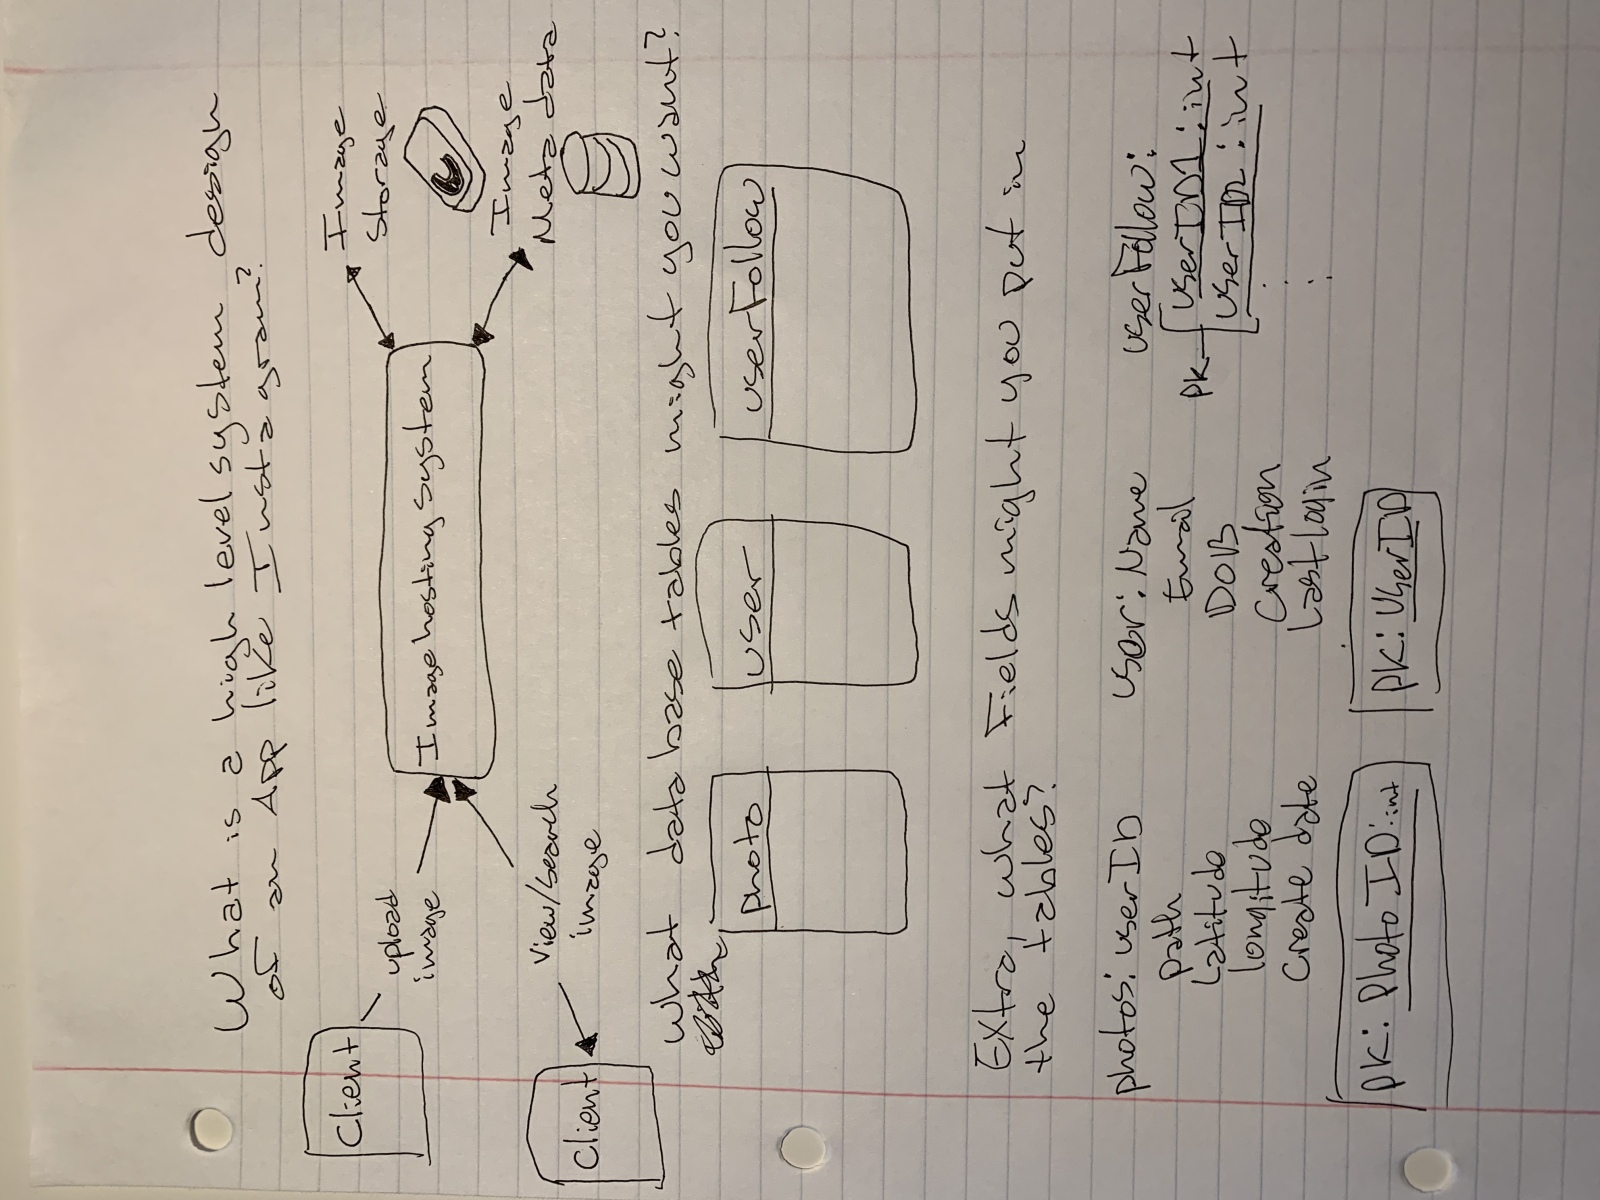 What is a high level system design
of an App like Instagram?
Client
upload
image
Image hosting system
Image
Storage
Image
Meta data
Client
View/search
image
What data base tables might you want?
photo
user
userFollow
Extra, what Fields might you put in
the tables?
photos: userID
path
Latitude
longitude
Create date
PK: Photo ID: int
User: Name
Email
DOB
Creation
Last login
PK: UserID
userFollow:
PK
userID1: int
userID2: int